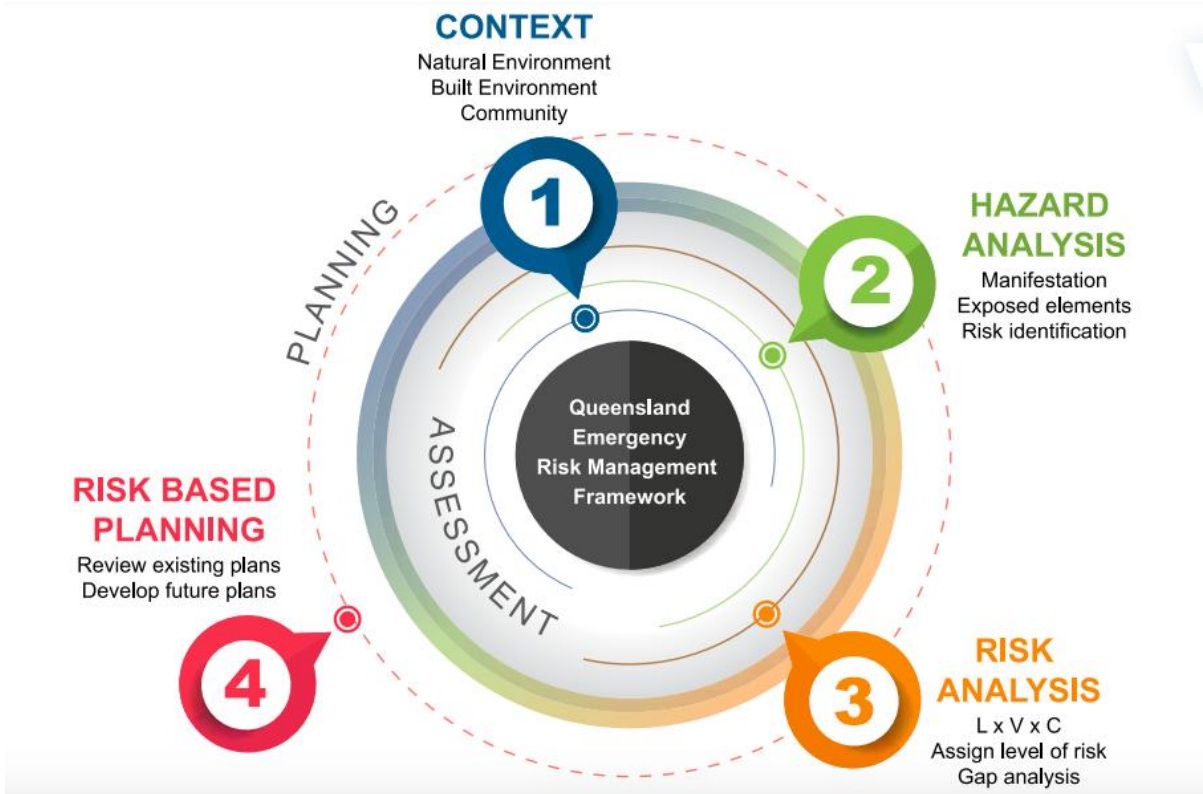 CONTEXT
Natural Environment
Built Environment
Community
1
PLANNING
2
HAZARD
ANALYSIS
Manifestation
Exposed elements
Risk identification
Queensland
Emergency
Risk Management
Framework
ASSESSMENT
RISK BASED
PLANNING
Review existing plans
Develop future plans
4
3
RISK
ANALYSIS
L x V x C
Assign level of risk
Gap analysis